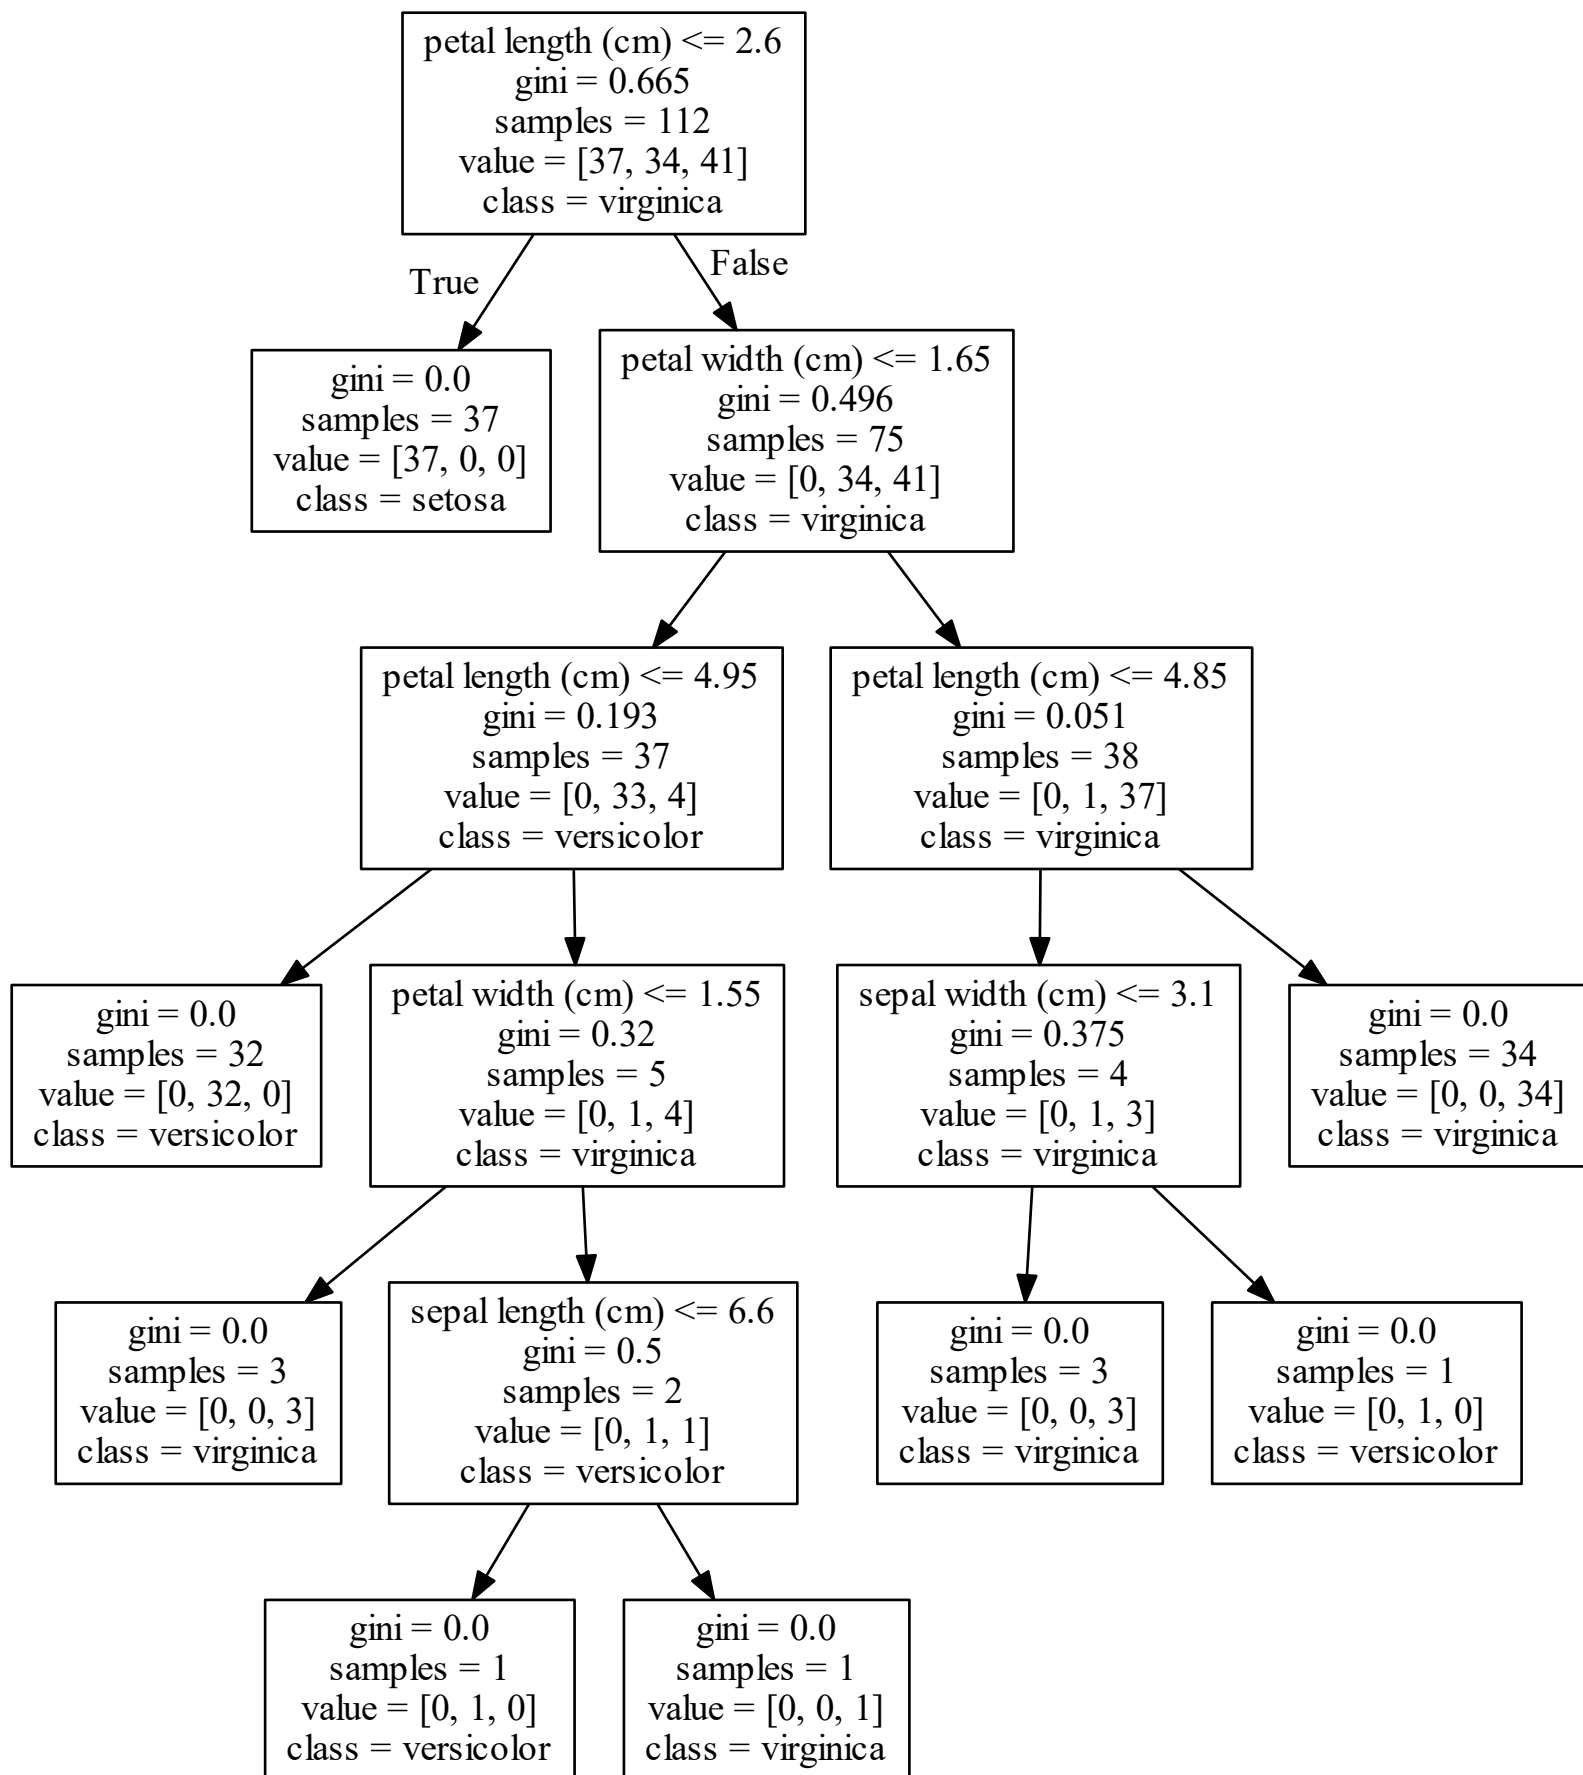 petal length (cm) <= 2.6
gini = 0.665
samples = 112
value = [37, 34, 41]
class = virginica
True
False
gini = 0.0
samples = 37
value = [37, 0, 0]
class = setosa
petal width (cm) <= 1.65
gini = 0.496
samples = 75
value = [0, 34, 41]
class = virginica
petal length (cm) <= 4.95
gini = 0.193
samples = 37
value = [0, 33, 4]
class = versicolor
petal length (cm) <= 4.85
gini = 0.051
samples = 38
value = [0, 1, 37]
class = virginica
gini = 0.0
samples = 32
value = [0, 32, 0]
class = versicolor
petal width (cm) <= 1.55
gini = 0.32
samples = 5
value = [0, 1, 4]
class = virginica
sepal width (cm) <= 3.1
gini = 0.375
samples = 4
value = [0, 1, 3]
class = virginica
gini = 0.0
samples = 34
value = [0, 0, 34]
class = virginica
gini = 0.0
samples = 3
value = [0, 0, 3]
class = virginica
sepal length (cm) <= 6.6
gini = 0.5
samples = 2
value = [0, 1, 1]
class = versicolor
gini = 0.0
samples = 3
value = [0, 0, 3]
class = virginica
gini = 0.0
samples = 1
value = [0, 1, 0]
class = versicolor
gini = 0.0
samples = 1
value = [0, 1, 0]
class = versicolor
gini = 0.0
samples = 1
value = [0, 0, 1]
class = virginica